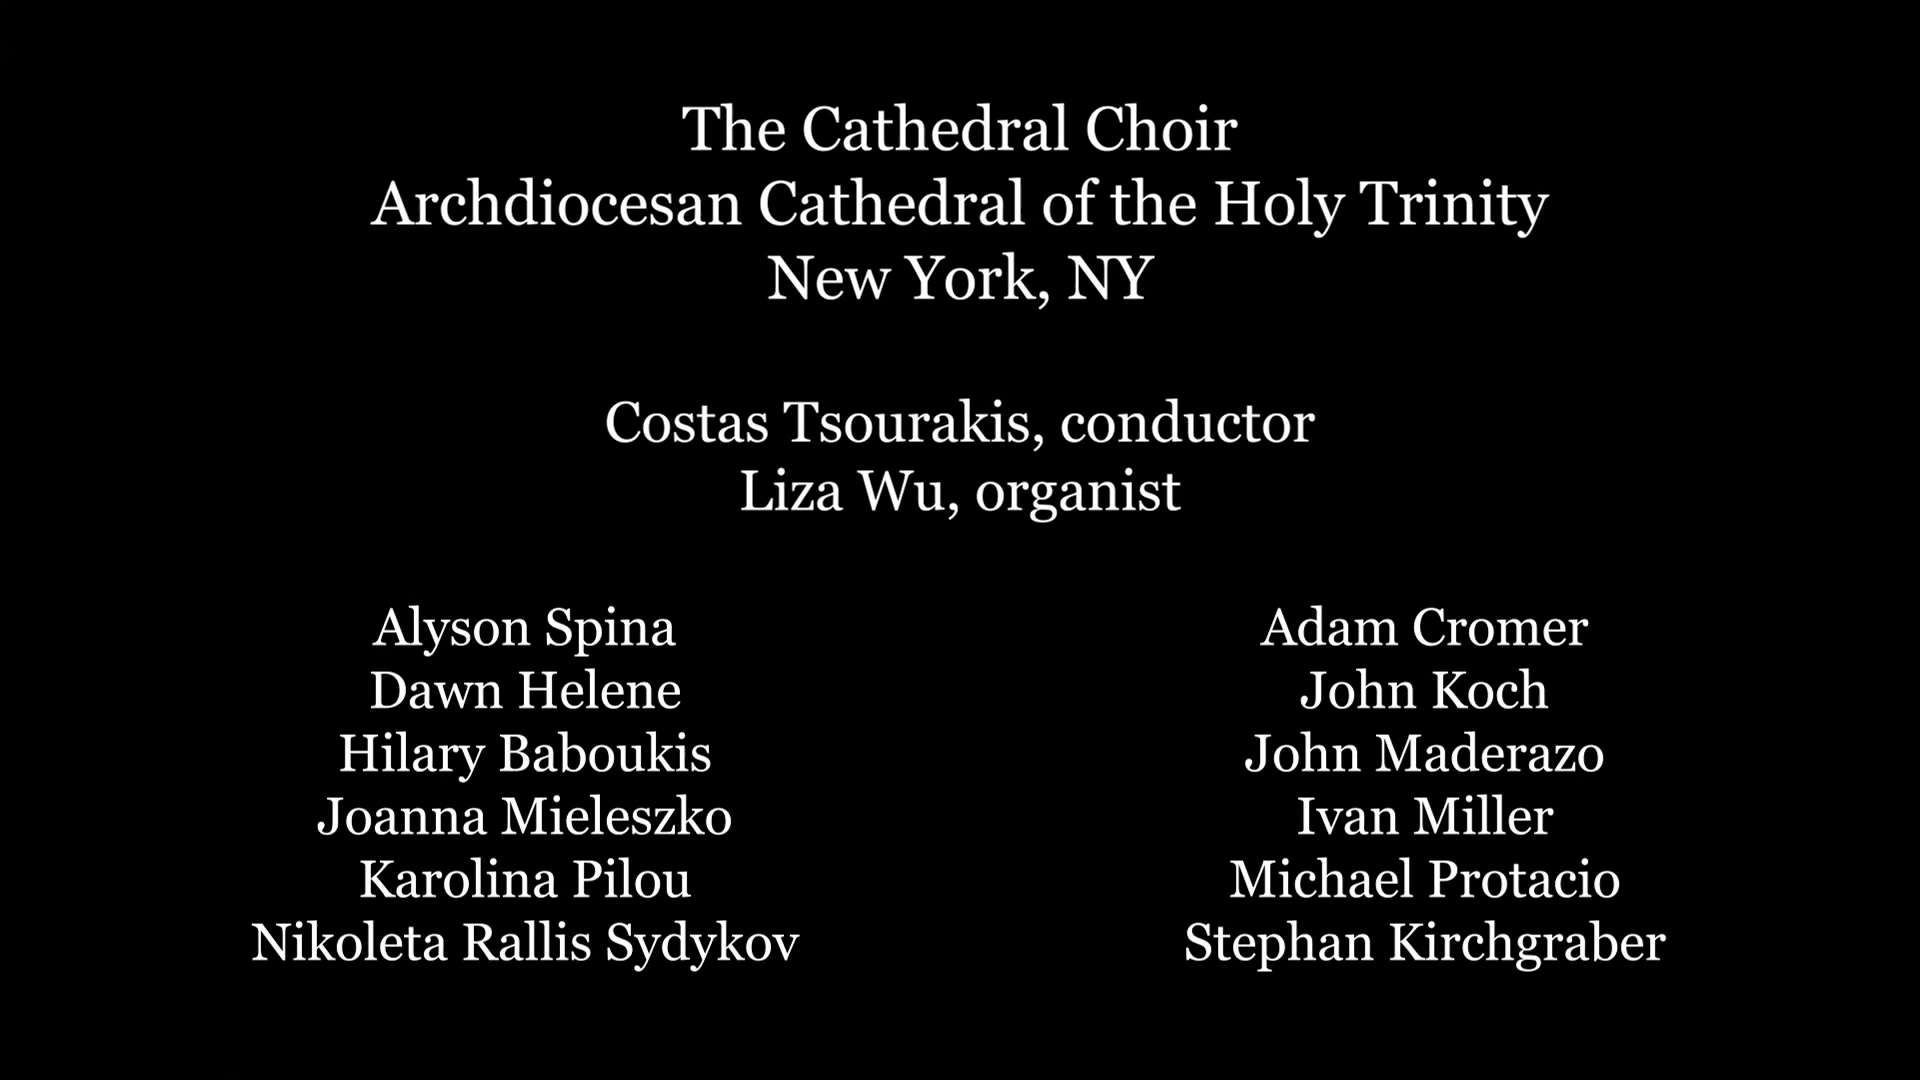 The Cathedral Choir
Archdiocesan Cathedral of the Holy Trinity
New York, NY
Costas Tsourakis, conductor
Liza Wu, organist
Alyson Spina
Dawn Helene
Hilary Baboukis
Joanna Mieleszko
Karolina Pilou
Nikoleta Rallis Sydykov
Adam Cromer
John Koch
John Maderazo
Ivan Miller
Michael Protacio
Stephan Kirchgraber